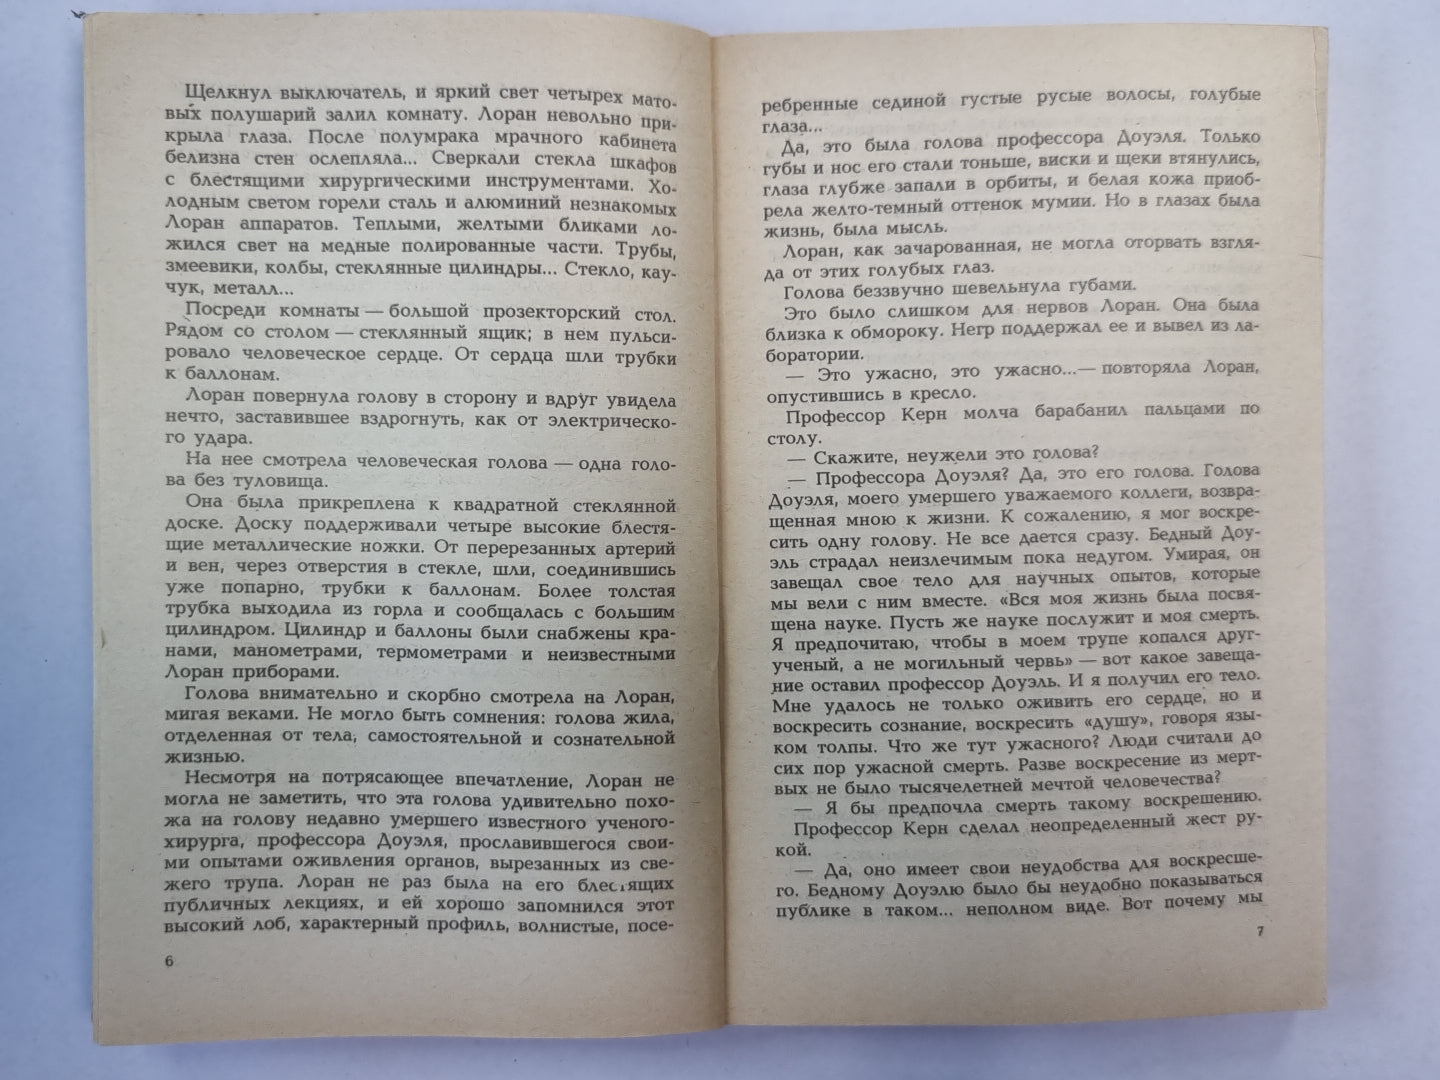 Щелкнул выключатель, и яркий свет четырех мато-
вых полушарий залил комнату. Лоран невольно при-
крыла глаза. После полумрака мрачного кабинета
белизна стен ослепляла... Сверкали стекла шкафов
с блестящими хирургическими инструментами. Хо-
лодным светом горели сталь и алюминий незнакомых
Лоран аппаратов. Теплыми, желтыми бликами ло-
жился свет на медные полированные части. Трубы,
змеевики, колбы, стеклянные цилиндры... Стекло, кау-
чук, металл...
Посреди комнаты — большой прозекторский стол.
Рядом со столом — стеклянный ящик; в нем пульси-
ровало человеческое сердце. От сердца шли трубки
к баллонам.
Лоран повернула голову в сторону и вдруг увидела
нечто, заставившее вздрогнуть, как от электрическо-
го удара.
На нее смотрела человеческая голова — одна голо-
ва без туловища.
Она была прикреплена к квадратной стеклянной
доске. Доску поддерживали четыре высокие блестя-
щие металлические ножки. От перерезанных артерий
и вен, через отверстия в стекле, шли, соединившись
уже попарно, трубки к баллонам. Более толстая
трубка выходила из горла и сообщалась с большим
цилиндром. Цилиндр и баллоны были снабжены кра-
нами, манометрами, термометрами и неизвестными
Лоран приборами.
Голова внимательно и скорбно смотрела на Лоран,
мигая веками. Не могло быть сомнения: голова жила,
отделенная от тела, самостоятельной и сознательной
жизнью.
Несмотря на потрясающее впечатление, Лоран не
могла не заметить, что эта голова удивительно похо-
жа на голову недавно умершего известного ученого-
хирурга, профессора Доуэля, прославившегося свои-
ми опытами оживления органов, вырезанных из све-
жего трупа. Лоран не раз была на его блестящих
публичных лекциях, и ей хорошо запомнился этот
высокий лоб, характерный профиль, волнистые, посе-
6
ребренные сединой густые русые волосы, голубые
глаза...
Да, это была голова профессора Доуэля. Только
губы и нос его стали тоньше, виски и щеки втянулись,
глаза глубже запали в орбиты, и белая кожа приоб-
рела желто-темный оттенок мумии. Но в глазах была
жизнь, была мысль.
Лоран, как зачарованная, не могла оторвать взгля-
да от этих голубых глаз.
Голова беззвучно шевельнула губами.
Это было слишком для нервов Лоран. Она была
близка к обмороку. Негр поддержал ее и вывел из ла-
боратории.
— Это ужасно, это ужасно...— повторяла Лоран,
опустившись в кресло.
Профессор Керн молча барабанил пальцами по
столу.
— Скажите, неужели это голова?
— Профессора Доуэля? Да, это его голова. Голова
Доуэля, моего умершего уважаемого коллеги, возвра-
щенная мною к жизни. К сожалению, я мог воскре-
сить одну голову. Не все дается сразу. Бедный Доу-
эль страдал неизлечимым пока недугом. Умирая, он
завещал свое тело для научных опытов, которые
мы вели с ним вместе. «Вся моя жизнь была посвя-
щена науке. Пусть же науке послужит и моя смерть.
Я предпочитаю, чтобы в моем трупе копался друг-
ученый, а не могильный червь» — вот какое завеща-
ние оставил профессор Доуэль. И я получил его тело.
Мне удалось не только оживить его сердце, но и
воскресить сознание, воскресить «душу», говоря язы-
ком толпы. Что же тут ужасного? Люди считали до
сих пор ужасной смерть. Разве воскресение из мерт-
вых не было тысячелетней мечтой человечества?
— Я бы предпочла смерть такому воскрешению.
Профессор Керн сделал неопределенный жест ру-
кой.
— Да, оно имеет свои неудобства для воскресше-
го. Бедному Доуэлю было бы неудобно показываться
публике в таком... неполном виде. Вот почему мы
7